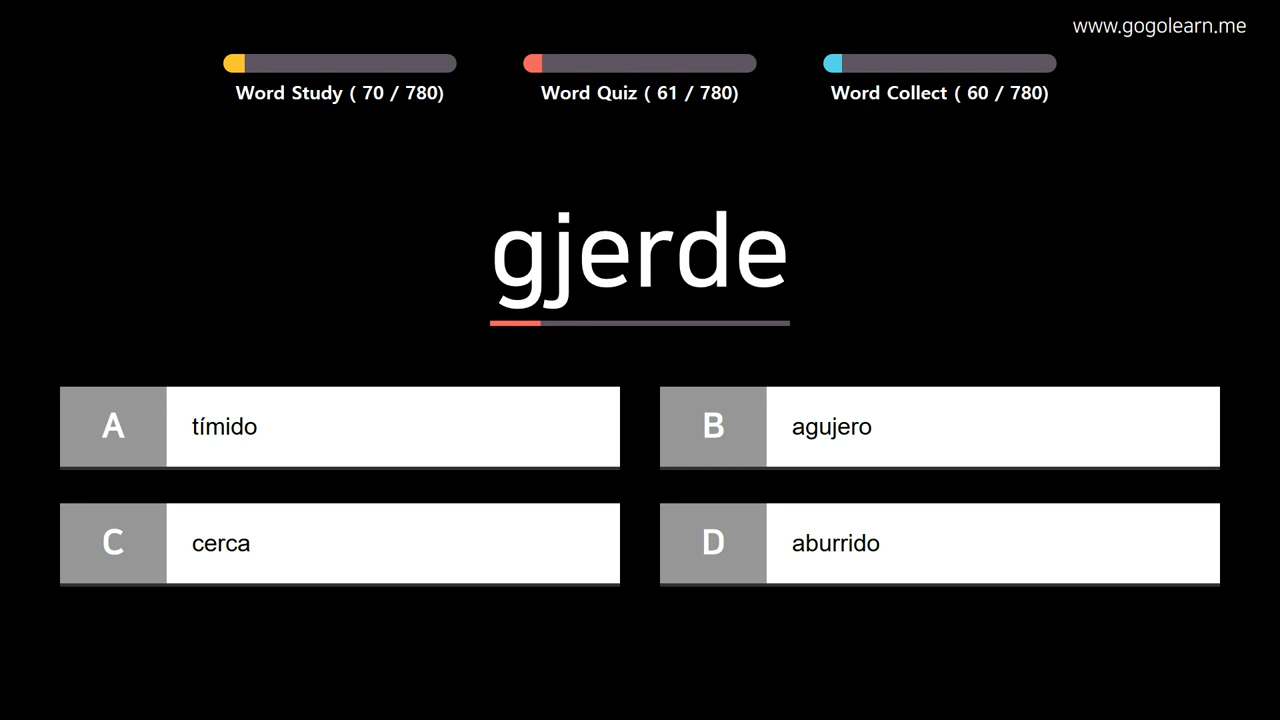 www.gogolearn.me
Word Study ( 70 / 780)
Word Quiz ( 61 / 780)
Word Collect ( 60 / 780)
gjerde
A tímido
B agujero
C cerca
D aburrido